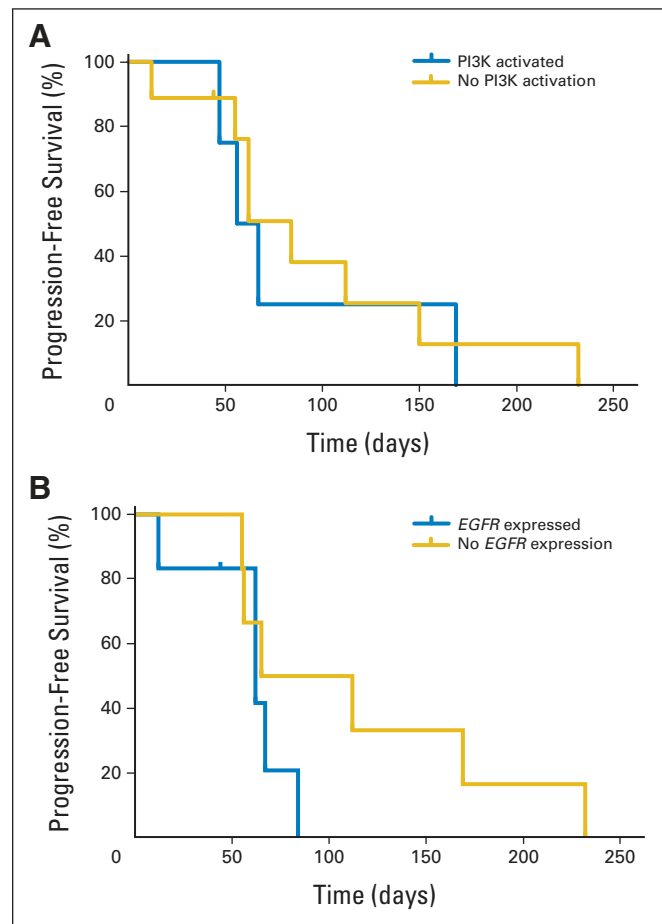 A
Progression-Free Survival (%)
100
80
60
40
20
0
50
100
150
200
250
Time (days)
PI3K activated
No PI3K activation
B
Progression-Free Survival (%)
100
80
60
40
20
0
50
100
150
200
250
Time (days)
EGFR expressed
No EGFR expression